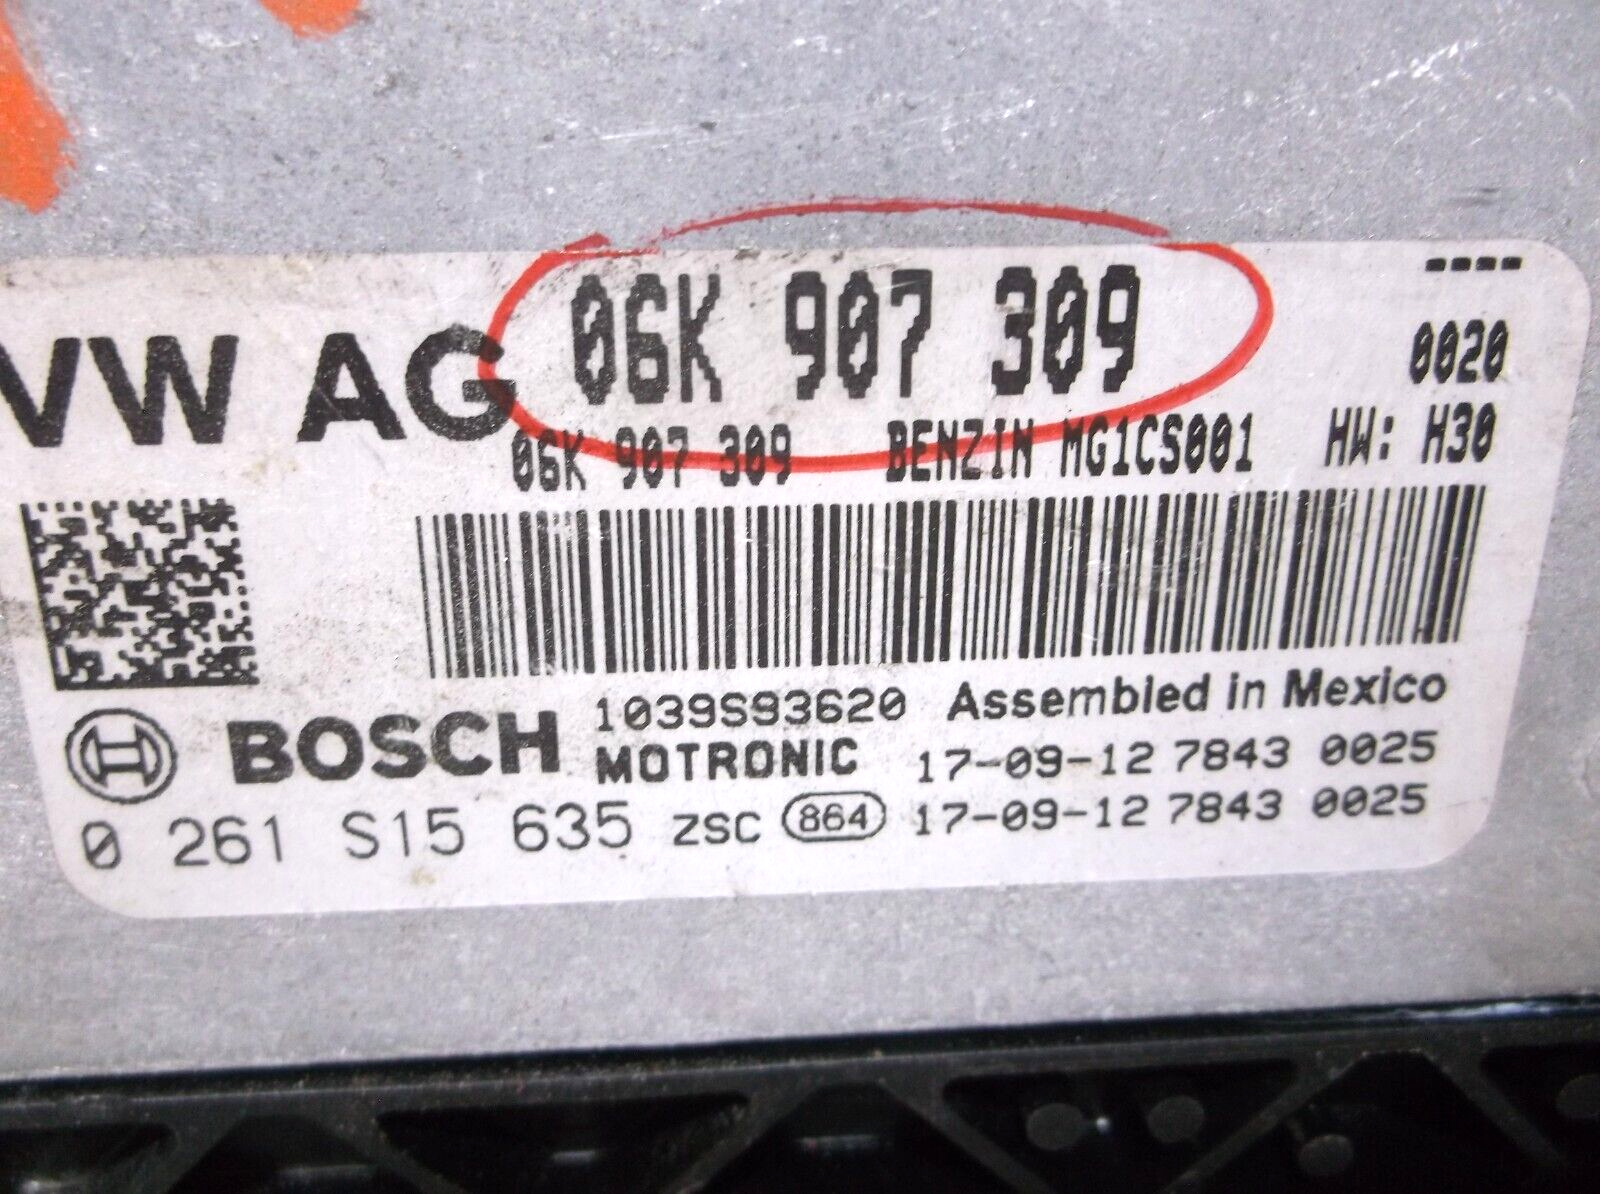 VW AG 06K 907 309 ----
0020
06K 907 309 BENZIN MG1CS001 HW: H30
BOSCH 1039S93620 Assembled in Mexico
MOTRONIC 17-09-12 7843 0025
0 261 S15 635 ZSC 864 17-09-12 7843 0025